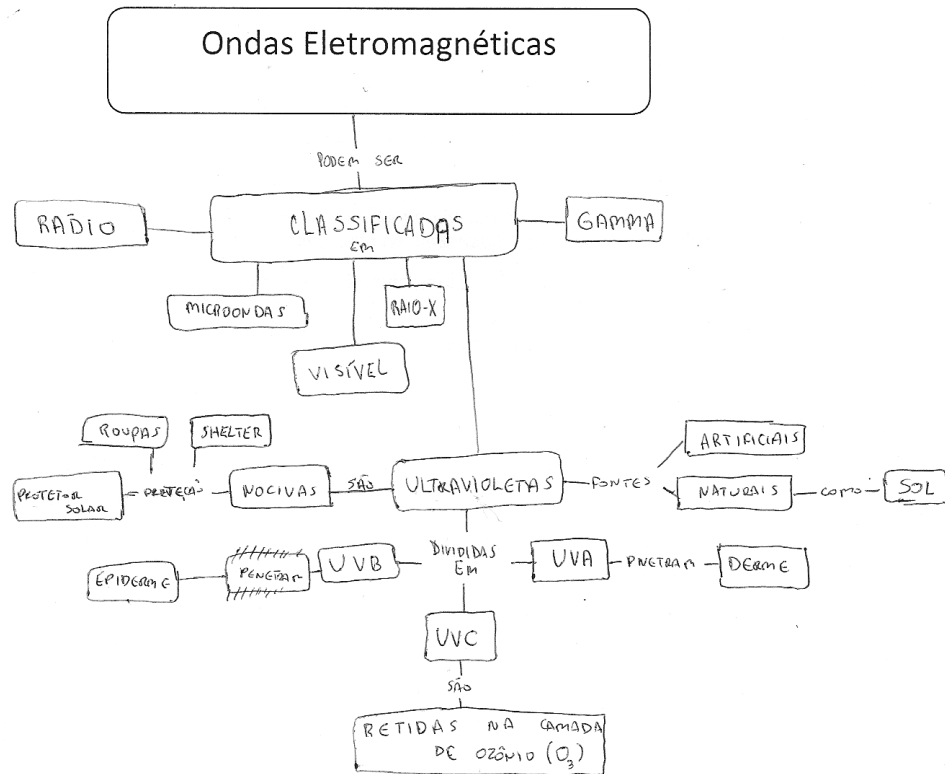 Ondas Eletromagnéticas
PODEM SER
RADIO
CLASSIFICADAS
EM
GAMMA
MICROONDAS
RAIO-X
VISÍVEL
ROUPAS
SHELTER
ARTIFICIAIS
PROTETOR
SOLAR
PROTEÇÃO
NOCIVAS
SÃO
ULTRAVIOLETAS
FONTES
NATURAIS
COMO
SOL
EPIDERME
PENETRAM
UVB
DIVIDIDAS
EM
UVA
PNETRAM
DERME
UVC
SÃO
RETIDAS NA CAMADA
DE OZÔNIO (O₃)